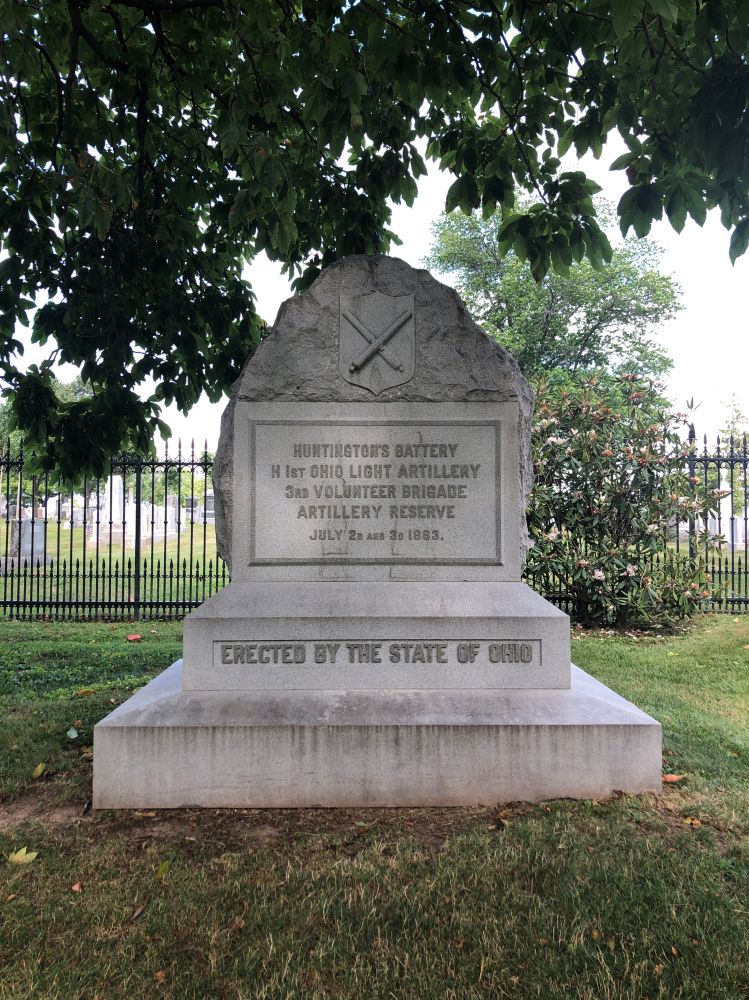 HUNTINGTON'S BATTERY
H 1ST OHIO LIGHT ARTILLERY
3RD VOLUNTEER BRIGADE
ARTILLERY RESERVE
JULY 2D AND 3D 1863.
ERECTED BY THE STATE OF OHIO